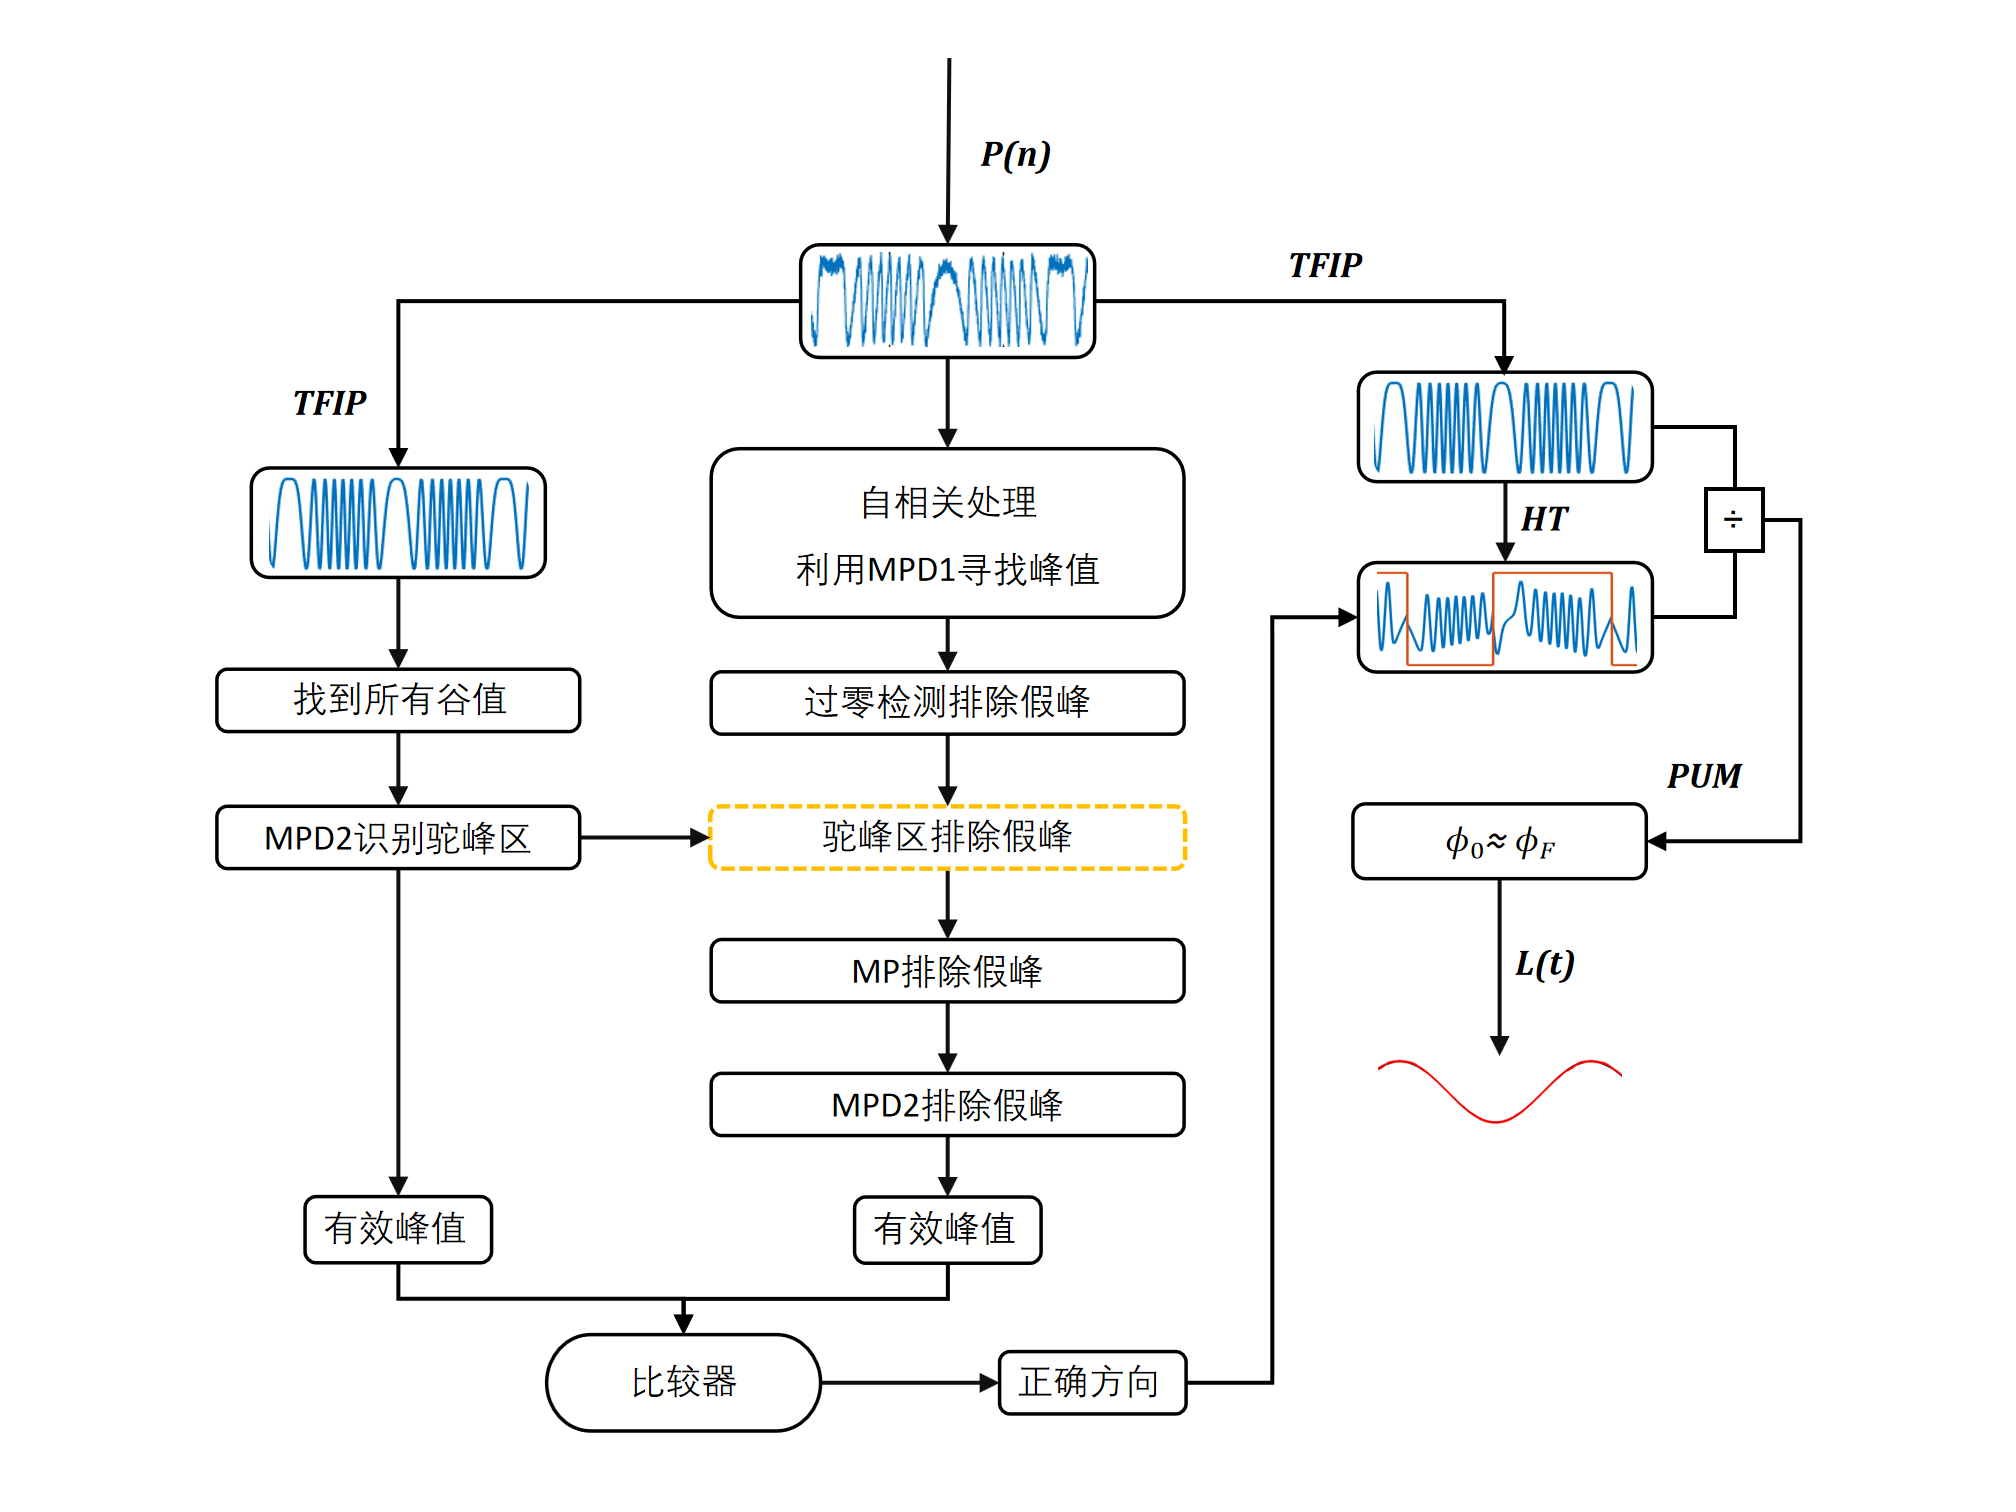 P(n)
TFIP
TFIP
自相关处理
利用MPD1寻找峰值
HT
÷
找到所有谷值
过零检测排除假峰
PUM
MPD2识别驼峰区
驼峰区排除假峰
ϕ₀≈ ϕF
MP排除假峰
L(t)
MPD2排除假峰
有效峰值
有效峰值
比较器
正确方向